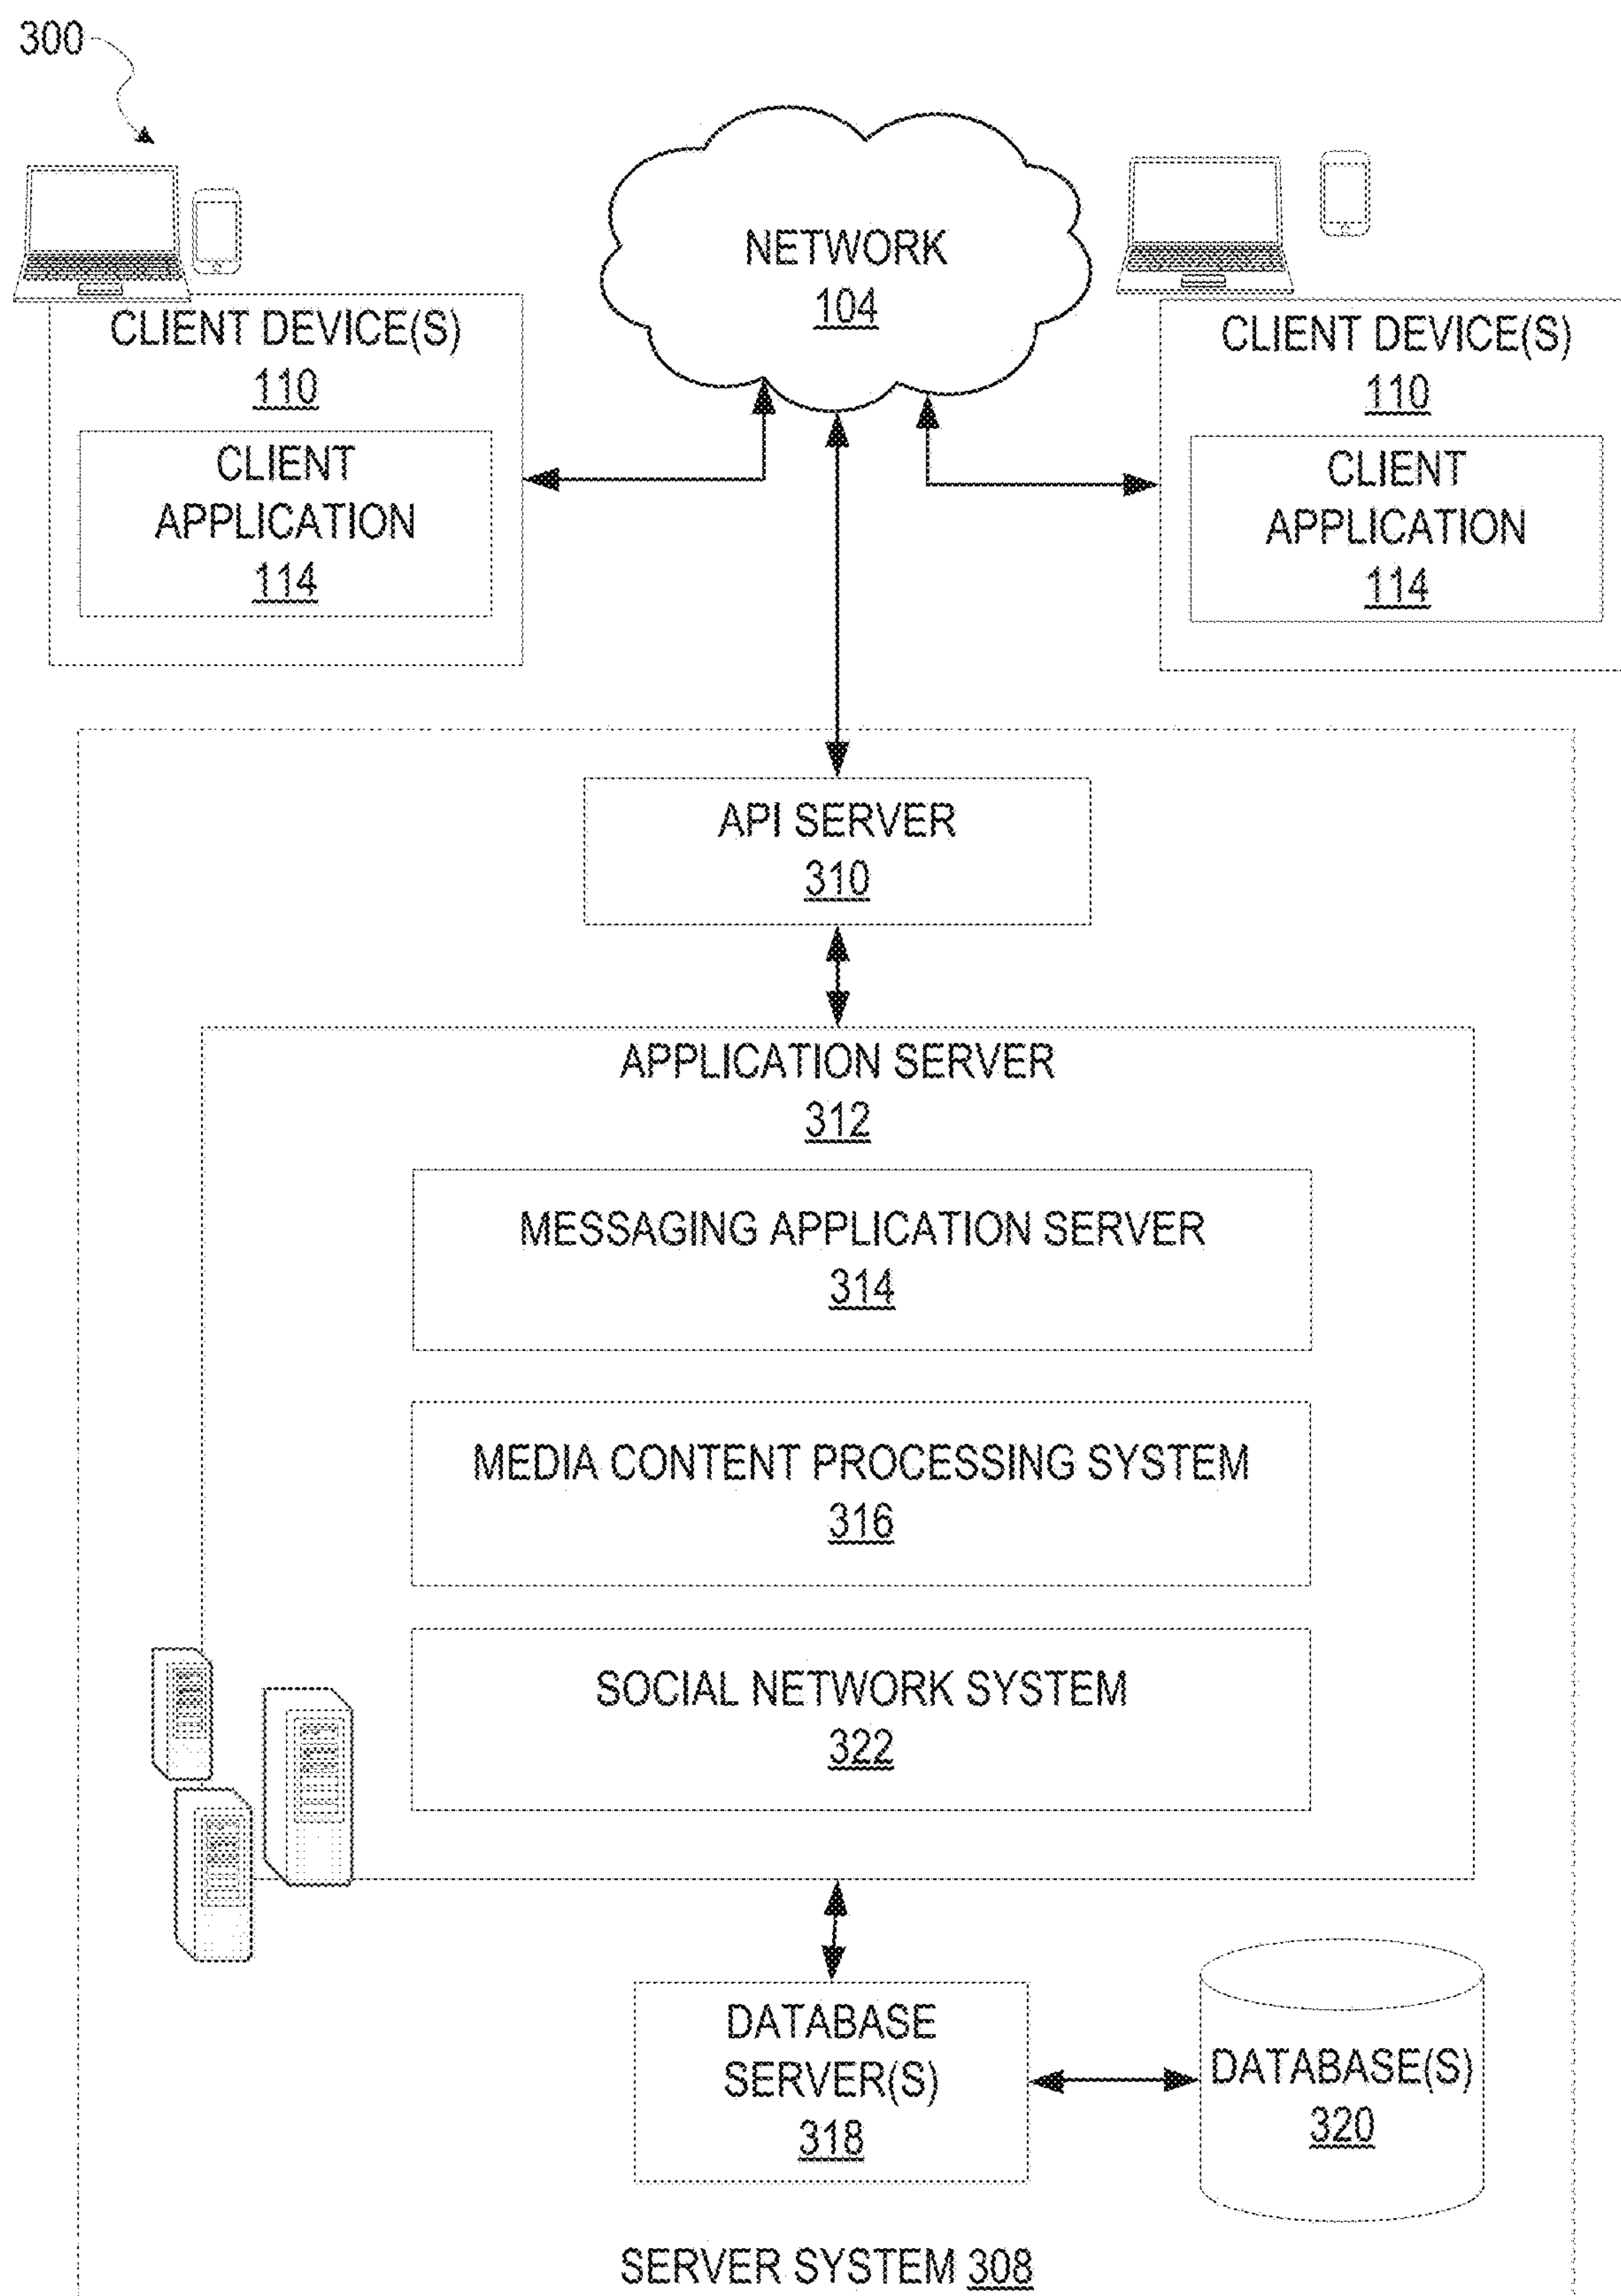 300
NETWORK
104
CLIENT DEVICE(S)
110
CLIENT
APPLICATION
114
CLIENT DEVICE(S)
110
CLIENT
APPLICATION
114
API SERVER
310
APPLICATION SERVER
312
MESSAGING APPLICATION SERVER
314
MEDIA CONTENT PROCESSING SYSTEM
316
SOCIAL NETWORK SYSTEM
322
DATABASE
SERVER(S)
318
DATABASE(S)
320
SERVER SYSTEM 308